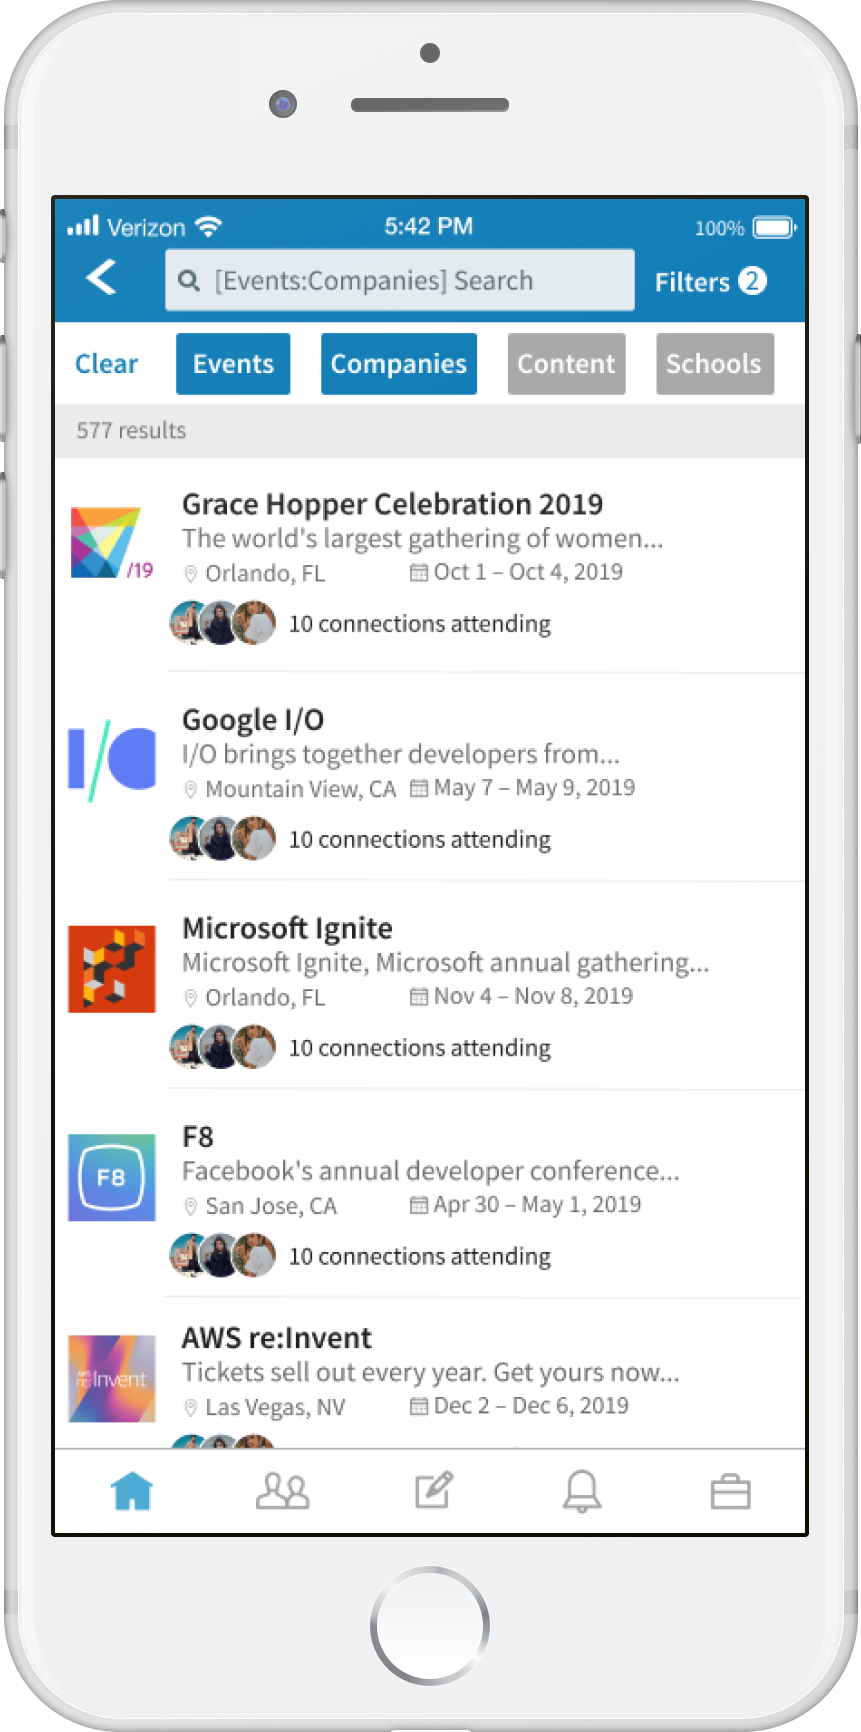 Verizon 5:42 PM 100%
[Events:Companies] Search Filters 2
Clear Events Companies Content Schools
577 results
Grace Hopper Celebration 2019
The world's largest gathering of women...
/19
Orlando, FL Oct 1 – Oct 4, 2019
10 connections attending
Google I/O
I/O
I/O brings together developers from...
Mountain View, CA May 7 – May 9, 2019
10 connections attending
Microsoft Ignite
Microsoft Ignite, Microsoft annual gathering...
Orlando, FL Nov 4 – Nov 8, 2019
10 connections attending
F8
Facebook's annual developer conference...
F8
San Jose, CA Apr 30 – May 1, 2019
10 connections attending
AWS re:Invent
Tickets sell out every year. Get yours now...
AWS
re:Invent
Las Vegas, NV Dec 2 – Dec 6, 2019